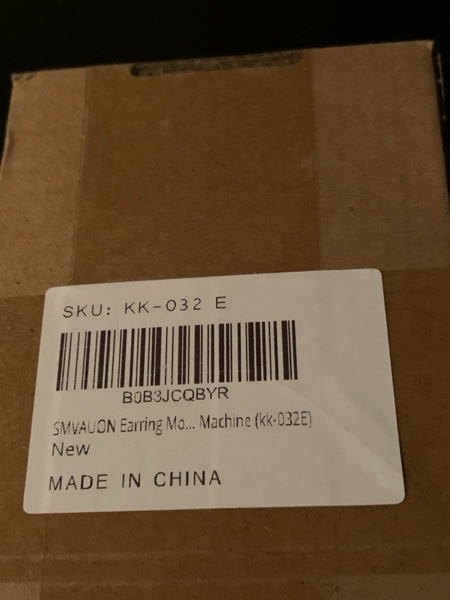 SKU: KK-032 E
B0B3JCQBYR
SMVAUON Earring Mo... Machine (kk-032E)
New
MADE IN CHINA